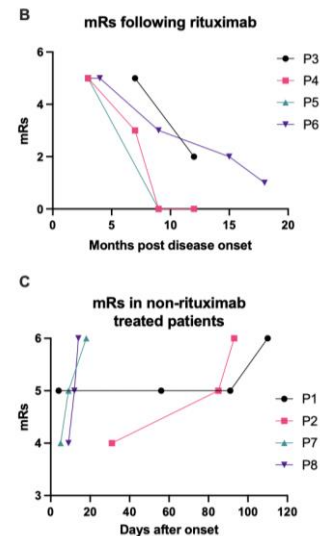 B
mRs following rituximab
6
4
2
0
mRs
0 5 10 15 20
Months post disease onset
P3
P4
P5
P6
C
mRs in non-rituximab
treated patients
6
5
4
3
mRs
0 20 40 60 80 100 120
Days after onset
P1
P2
P7
P8